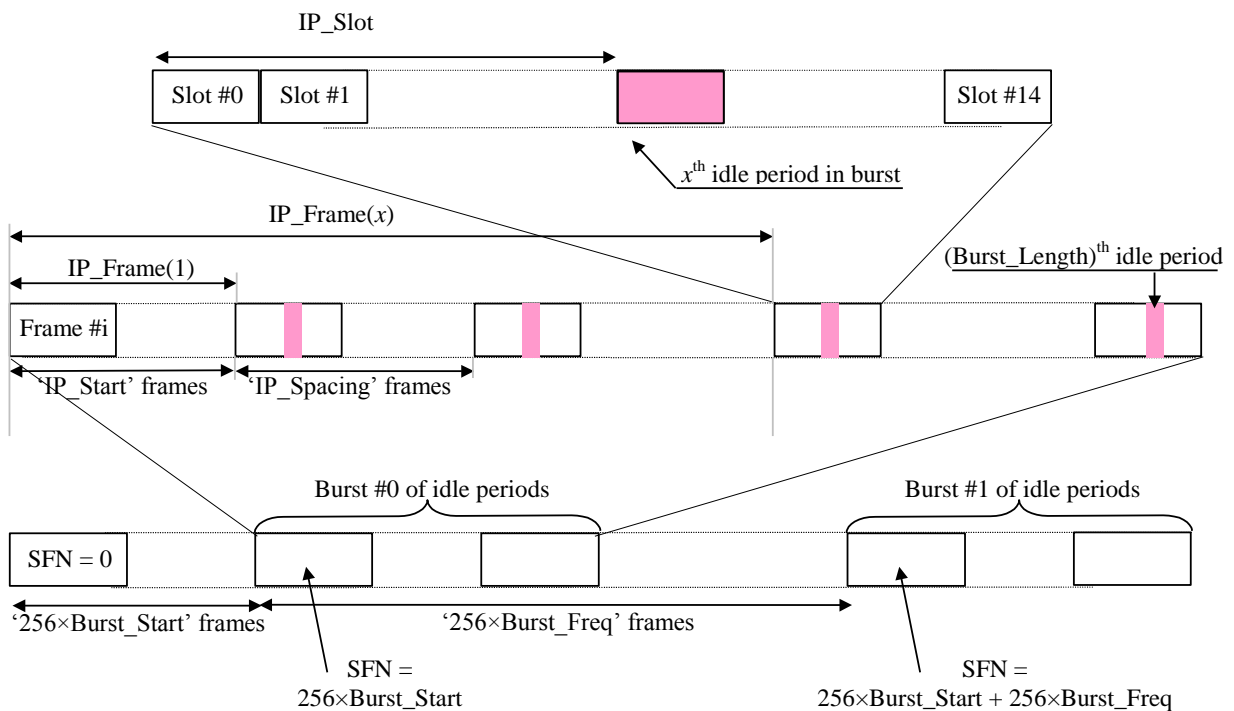 IP_Slot
Slot #0 Slot #1 Slot #14
xth idle period in burst
IP_Frame(x)
IP_Frame(1)
(Burst_Length)th idle period
Frame #i
‘IP_Start’ frames ‘IP_Spacing’ frames
Burst #0 of idle periods Burst #1 of idle periods
SFN = 0
‘256×Burst_Start’ frames ‘256×Burst_Freq’ frames
SFN = SFN =
256×Burst_Start 256×Burst_Start + 256×Burst_Freq